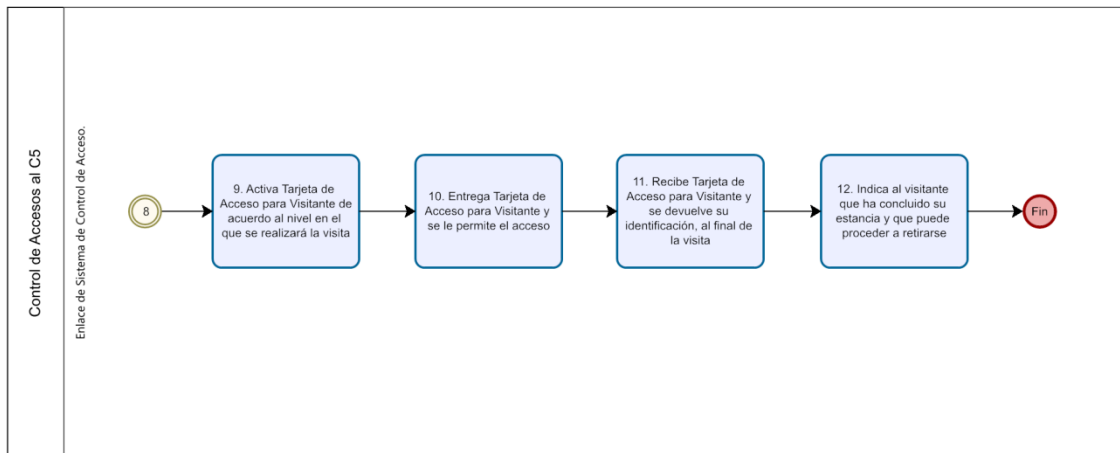 Control de Accesos al C5
Enlace de Sistema de Control de Acceso.
8
9. Activa Tarjeta de
Acceso para Visitante de
acuerdo al nivel en el
que se realizará la visita
10. Entrega Tarjeta de
Acceso para Visitante y
se le permite el acceso
11. Recibe Tarjeta de
Acceso para Visitante y
se devuelve su
identificación, al final de
la visita
12. Indica al visitante
que ha concluido su
estancia y que puede
proceder a retirarse
Fin